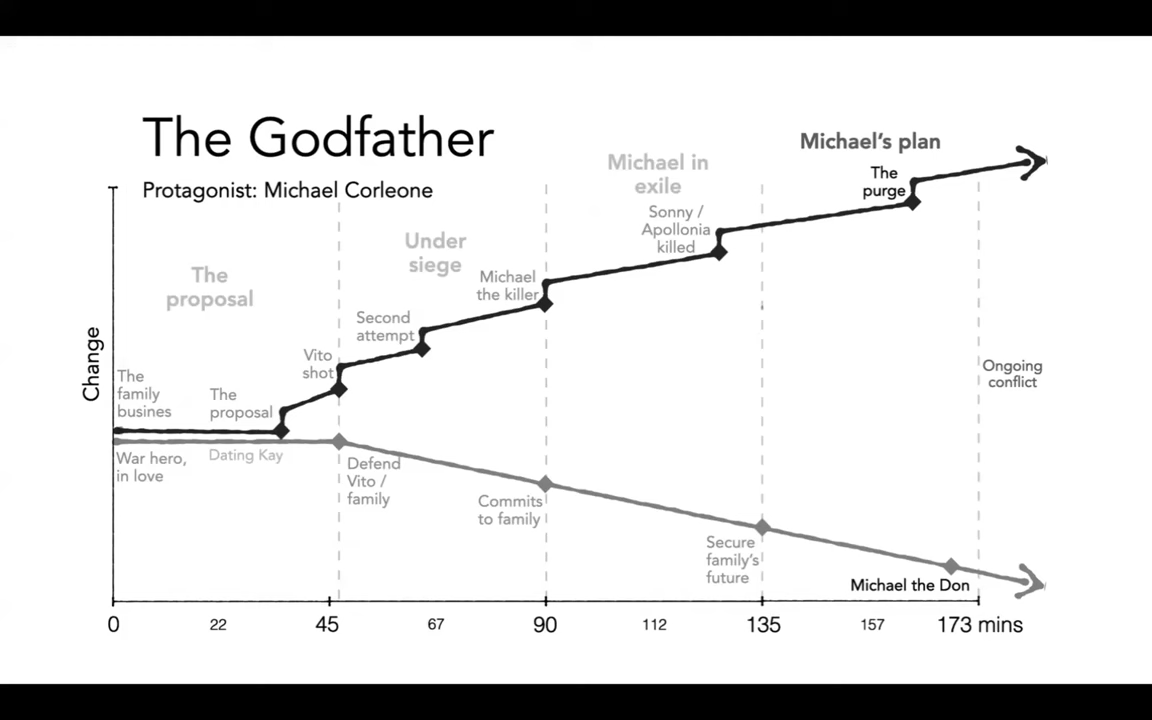 The Godfather
Protagonist: Michael Corleone
Change
The
proposal
Under
siege
Michael in
exile
Michael's plan
The
family
busines
The
proposal
Vito
shot
Second
attempt
Michael
the killer
Sonny /
Apollonia
killed
The
purge
Ongoing
conflict
War hero,
in love
Dating Kay
Defend
Vito /
family
Commits
to family
Secure
family's
future
Michael the Don
0 22 45 67 90 112 135 157 173 mins